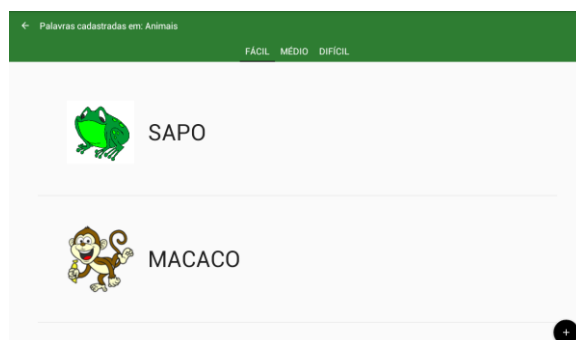 ← Palavras cadastradas em: Animais
FÁCIL MÉDIO DIFÍCIL
SAPO
MACACO
+